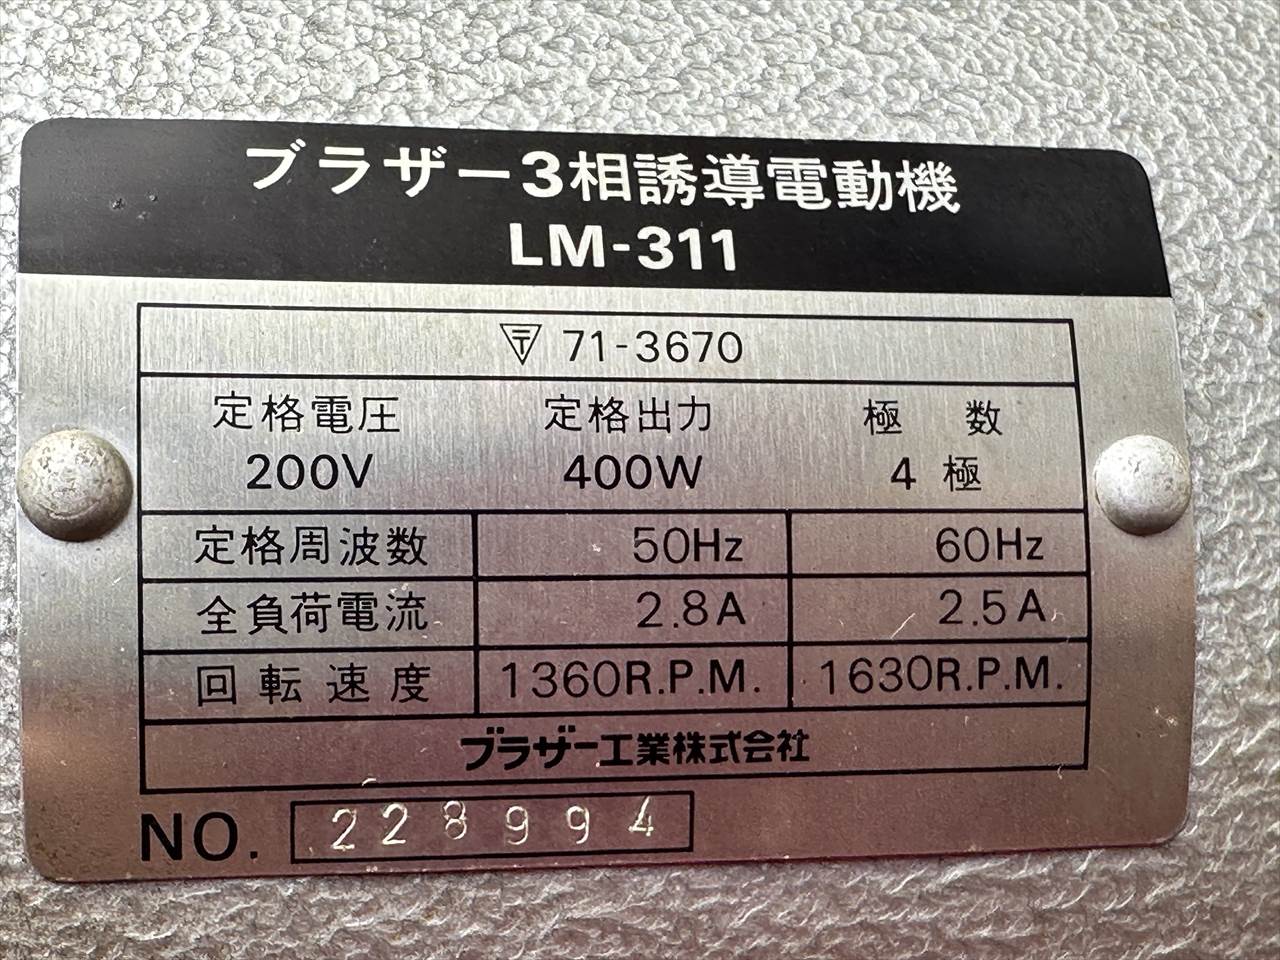 ブラザー3相誘導電動機
LM-311
〒 71-3670
定格電圧 定格出力 極数
200V 400W 4極
定格周波数 50Hz 60Hz
全負荷電流 2.8A 2.5A
回転速度 1360R.P.M. 1630R.P.M.
ブラザー工業株式会社
NO. 228994